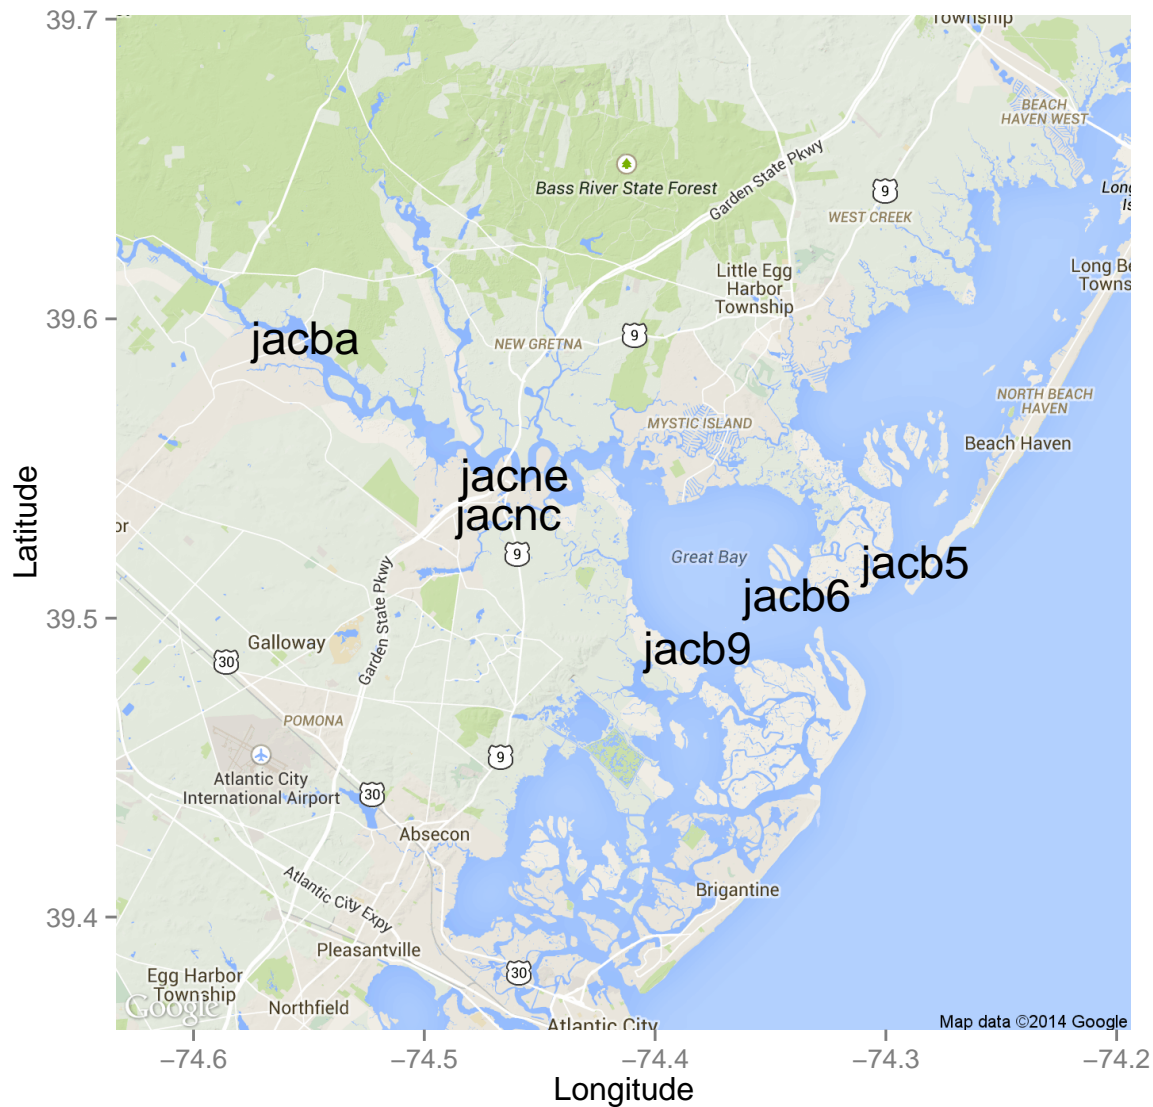 39.7
Township
BEACH
HAVEN WEST
Garden State Pkwy
Bass River State Forest
9
WEST CREEK
Long
Is
Little Egg
Harbor
Township
Long Be
Towns
39.6
jacba
NEW GRETNA
9
NORTH BEACH
HAVEN
MYSTIC ISLAND
Beach Haven
jacne
jacnc
or
9
Great Bay
jacb5
Latitude
Garden State Pkwy
jacb6
39.5
Galloway
30
jacb9
POMONA
9
Atlantic City
International Airport
30
Absecon
Atlantic City Expy
Brigantine
39.4
Pleasantville
30
Egg Harbor
Township
Northfield
Google
Atlantic City
Map data ©2014 Google
−74.6
−74.5
−74.4
−74.3
−74.2
Longitude